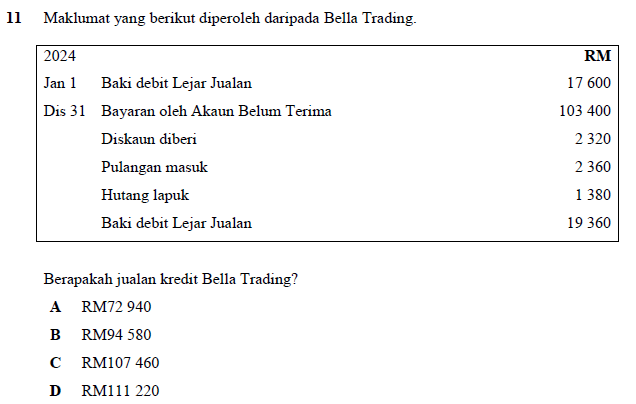 11 Maklumat yang berikut diperoleh daripada Bella Trading.
2024 RM
Jan 1 Baki debit Lejar Jualan 17 600
Dis 31 Bayaran oleh Akaun Belum Terima 103 400
Diskaun diberi 2 320
Pulangan masuk 2 360
Hutang lapuk 1 380
Baki debit Lejar Jualan 19 360
Berapakah jualan kredit Bella Trading?
A RM72 940
B RM94 580
C RM107 460
D RM111 220